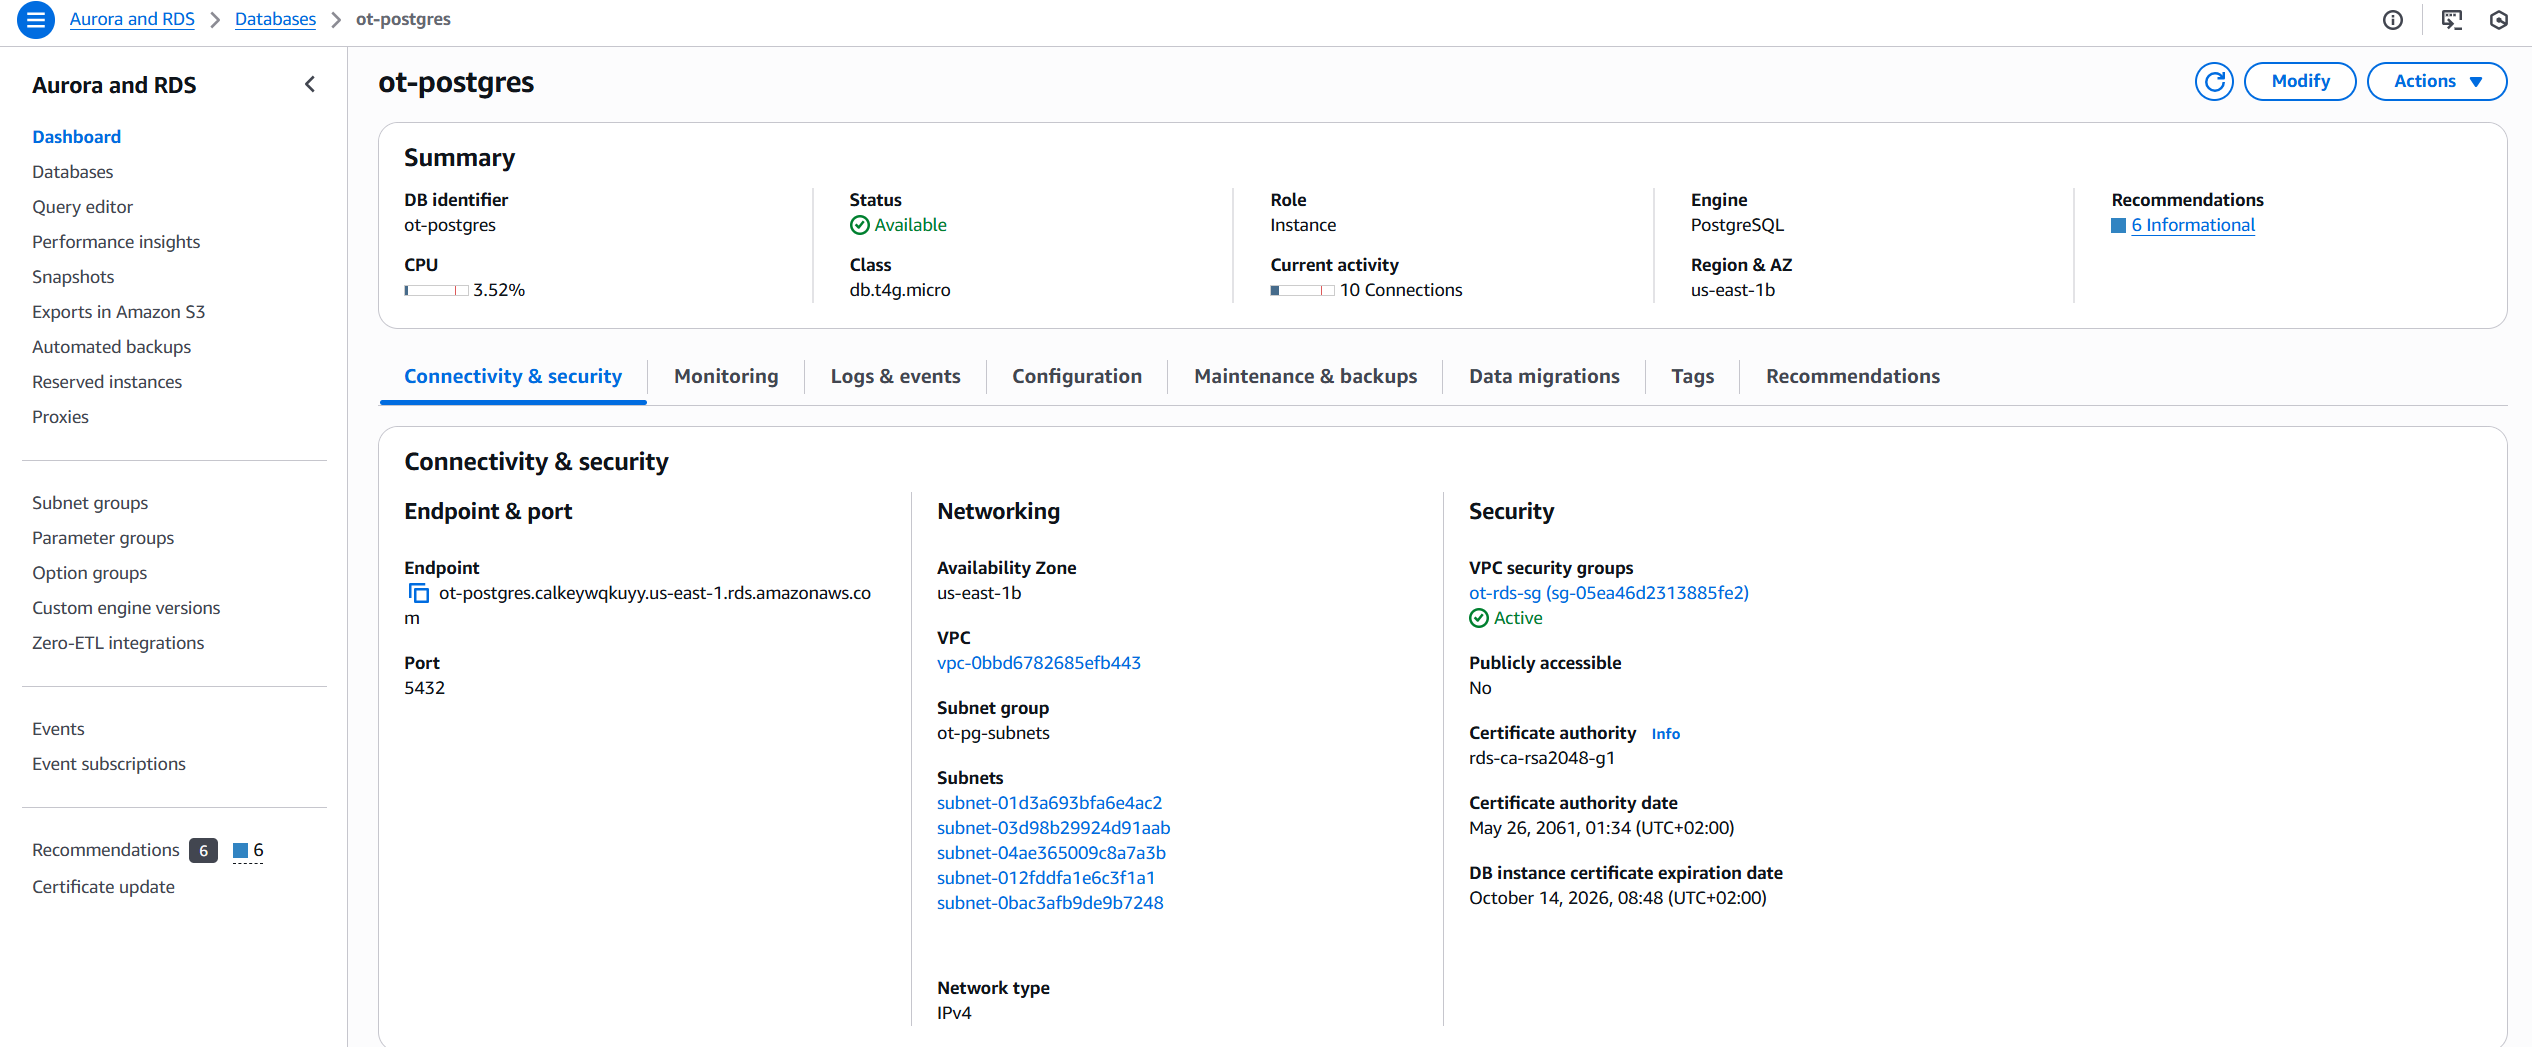 Aurora and RDS > Databases > ot-postgres
Aurora and RDS
Dashboard
Databases
Query editor
Performance insights
Snapshots
Exports in Amazon S3
Automated backups
Reserved instances
Proxies
Subnet groups
Parameter groups
Option groups
Custom engine versions
Zero-ETL integrations
Events
Event subscriptions
Recommendations 6 6
Certificate update
ot-postgres
Modify
Actions
Summary
DB identifier
ot-postgres
CPU
3.52%
Status
Available
Class
db.t4g.micro
Role
Instance
Current activity
10 Connections
Engine
PostgreSQL
Region & AZ
us-east-1b
Recommendations
6 Informational
Connectivity & security
Monitoring
Logs & events
Configuration
Maintenance & backups
Data migrations
Tags
Recommendations
Connectivity & security
Endpoint & port
Endpoint
ot-postgres.calkeywqkuyy.us-east-1.rds.amazonaws.co
m
Port
5432
Networking
Availability Zone
us-east-1b
VPC
vpc-0bbd6782685efb443
Subnet group
ot-pg-subnets
Subnets
subnet-01d3a693bfa6e4ac2
subnet-03d98b29924d91aab
subnet-04ae365009c8a7a3b
subnet-012fddfa1e6c3f1a1
subnet-0bac3afb9de9b7248
Network type
IPv4
Security
VPC security groups
ot-rds-sg (sg-05ea46d2313885fe2)
Active
Publicly accessible
No
Certificate authority Info
rds-ca-rsa2048-g1
Certificate authority date
May 26, 2061, 01:34 (UTC+02:00)
DB instance certificate expiration date
October 14, 2026, 08:48 (UTC+02:00)